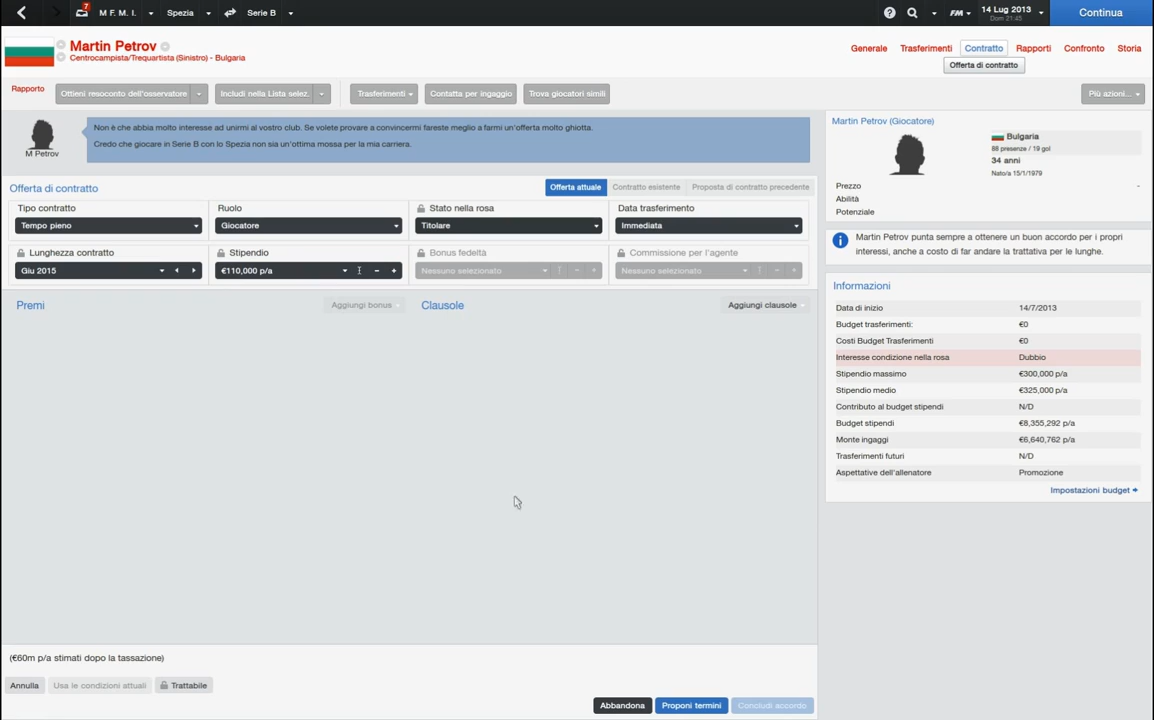 7
M F. M. I.
Spezia
Serie B
FM
14 Lug 2013
Dom 21:45
Continua
Martin Petrov
Centrocampista/Trequartista (Sinistro) - Bulgaria
Generale
Trasferimenti
Contratto
Rapporti
Confronto
Storia
Offerta di contratto
Rapporto
Ottieni resoconto dell'osservatore
Includi nella Lista selez.
Trasferimenti
Contatta per ingaggio
Trova giocatori simili
Più azioni...
M Petrov
Non è che abbia molto interesse ad unirmi al vostro club. Se volete provare a convincermi fareste meglio a farmi un'offerta molto ghiotta.
Credo che giocare in Serie B con lo Spezia non sia un'ottima mossa per la mia carriera.
Offerta di contratto
Offerta attuale
Contratto esistente
Proposta di contratto precedente
Tipo contratto
Ruolo
Stato nella rosa
Data trasferimento
Tempo pieno
Giocatore
Titolare
Immediata
Lunghezza contratto
Stipendio
Bonus fedeltà
Commissione per l'agente
Giu 2015
€110,000 p/a
Nessuno selezionato
Nessuno selezionato
Premi
Aggiungi bonus
Clausole
Aggiungi clausole
(€60m p/a stimati dopo la tassazione)
Annulla
Usa le condizioni attuali
Trattabile
Abbandona
Proponi termini
Concludi accordo
Martin Petrov (Giocatore)
Bulgaria
88 presenze / 19 gol
34 anni
Nato/a 15/1/1979
Prezzo -
Abilità
Potenziale
Martin Petrov punta sempre a ottenere un buon accordo per i propri
interessi, anche a costo di far andare la trattativa per le lunghe.
Informazioni
Data di inizio 14/7/2013
Budget trasferimenti: €0
Costi Budget Trasferimenti €0
Interesse condizione nella rosa Dubbio
Stipendio massimo €300,000 p/a
Stipendio medio €325,000 p/a
Contributo al budget stipendi N/D
Budget stipendi €8,355,292 p/a
Monte ingaggi €6,640,762 p/a
Trasferimenti futuri N/D
Aspettative dell'allenatore Promozione
Impostazioni budget